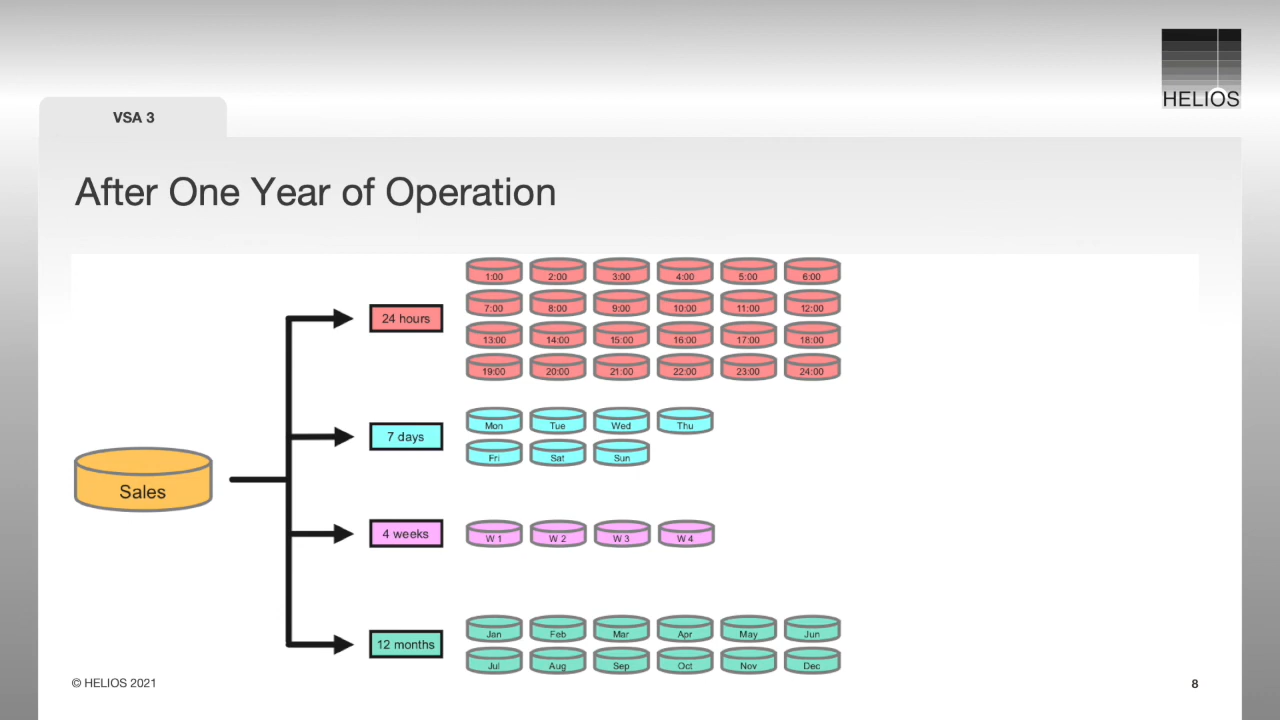 HELIOS
VSA 3
After One Year of Operation
1:00 2:00 3:00 4:00 5:00 6:00
24 hours
7:00 8:00 9:00 10:00 11:00 12:00
13:00 14:00 15:00 16:00 17:00 18:00
19:00 20:00 21:00 22:00 23:00 24:00
7 days
Mon Tue Wed Thu
Fri Sat Sun
Sales
4 weeks
W 1 W 2 W 3 W 4
12 months
Jan Feb Mar Apr May Jun
Jul Aug Sep Oct Nov Dec
© HELIOS 2021
8